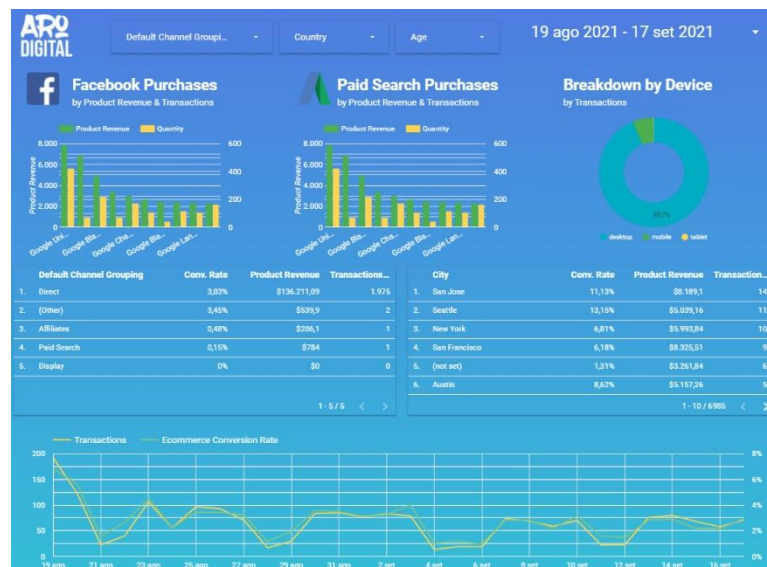 ARO
DIGITAL
Default Channel Groupi...
Country
Age
19 ago 2021 - 17 set 2021
Facebook Purchases
by Product Revenue & Transactions
Product Revenue Quantity
Product Revenue
8.000
6.000
4.000
2.000
0
600
400
200
0
Google Uni...
Google Bla...
Google Cha...
Google Bla...
Google Lan...
Paid Search Purchases
by Product Revenue & Transactions
Product Revenue Quantity
Product Revenue
8.000
6.000
4.000
2.000
0
600
400
200
0
Google Uni...
Google Bla...
Google Cha...
Google Bla...
Google Lan...
Breakdown by Device
by Transactions
desktop mobile tablet
Default Channel Grouping Conv. Rate Product Revenue Transactions...
1. Direct 3,03% $136.211,09 1.975
2. (Other) 3,45% $539,9 2
3. Affiliates 0,48% $206,1 1
4. Paid Search 0,15% $784 1
5. Display 0% $0 0
1 - 5 / 5
City Conv. Rate Product Revenue Transaction...
1. San Jose 11,13% $8.189,1 14
2. Seattle 13,15% $5.039,16 11
3. New York 6,81% $5.993,84 10
4. San Francisco 6,18% $8.325,51 9
5. (not set) 1,31% $3.261,84 6
6. Austin 8,62% $5.157,26 5
1 - 10 / 6985
Transactions Ecommerce Conversion Rate
200
150
100
50
0
8%
6%
4%
2%
0%
19 ago 21 ago 23 ago 25 ago 27 ago 29 ago 31 ago 2 set 4 set 6 set 8 set 10 set 12 set 14 set 16 set